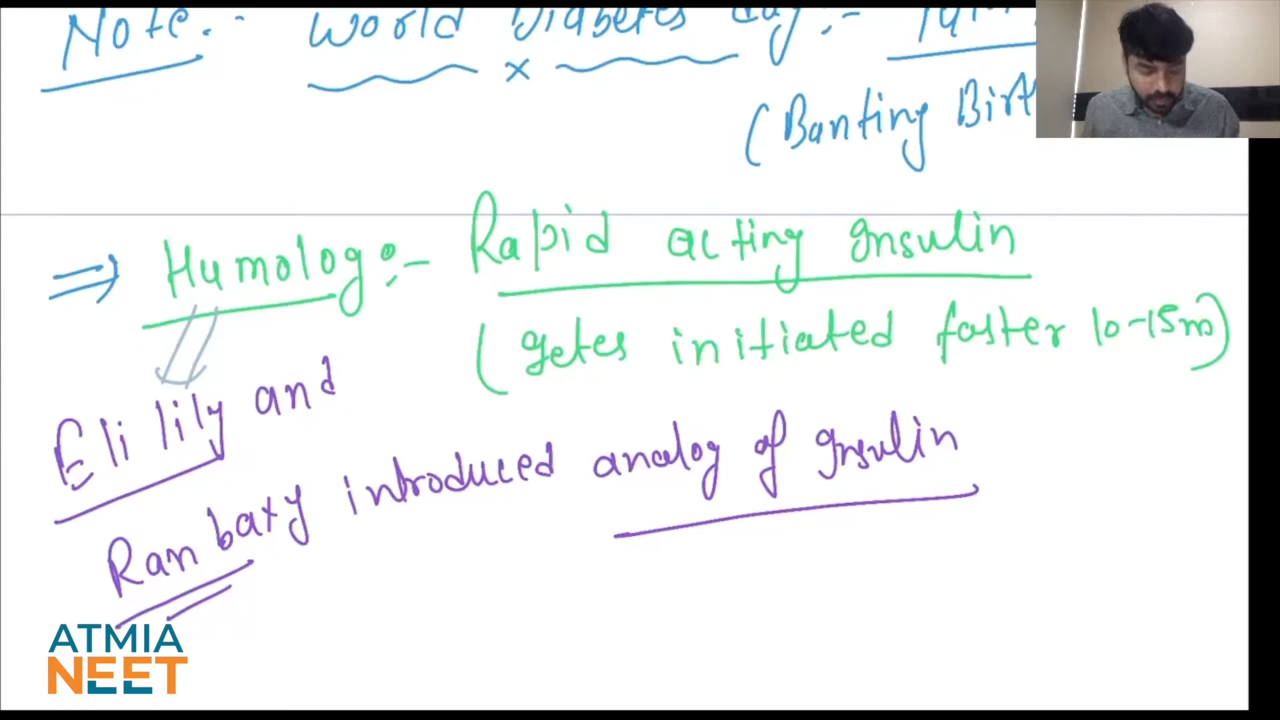 Note:- World Diabetes day:-
(Banting Birt
⇒ Humolog:- Rapid acting Insulin
(getes initiated faster 10-15m)
Eli lily and
Ranbaxy introduced analog of Insulin
ATMIA
NEET